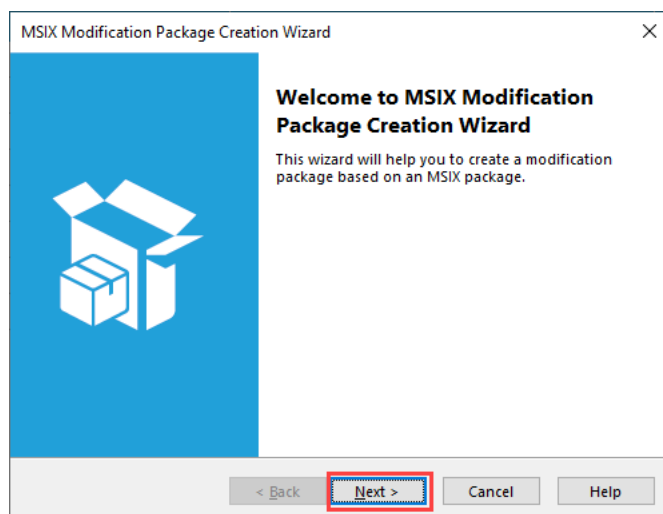 MSIX Modification Package Creation Wizard
Welcome to MSIX Modification
Package Creation Wizard
This wizard will help you to create a modification
package based on an MSIX package.
< Back Next > Cancel Help